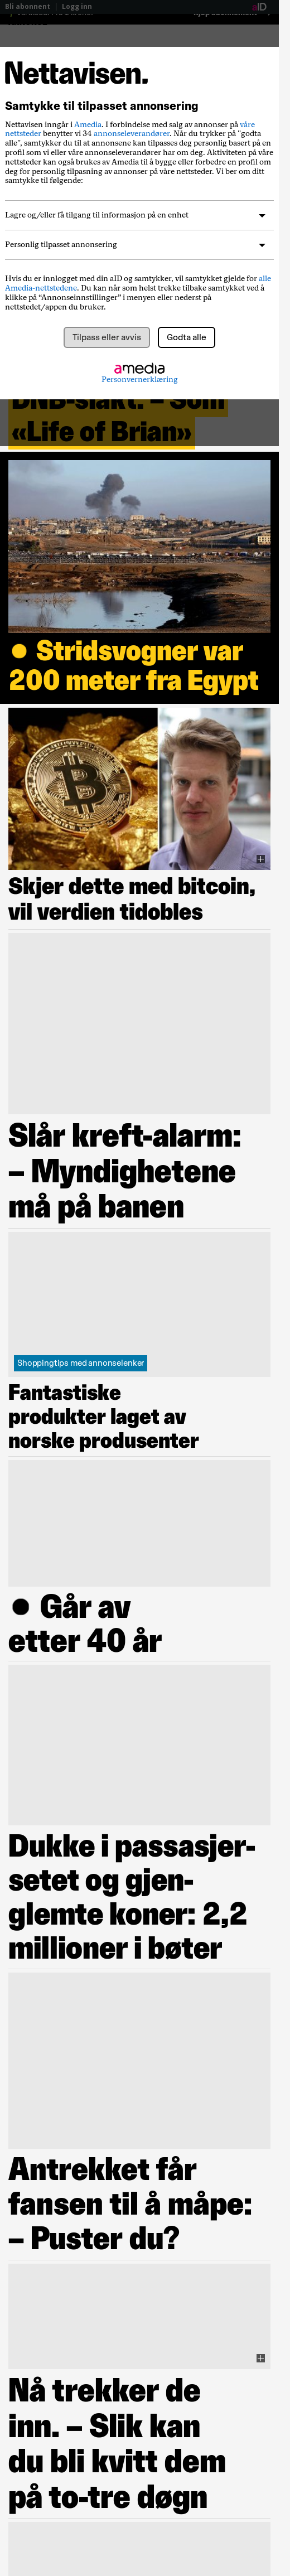 Bli abonnent | Logg inn
aID
Nettavisen.
Samtykke til tilpasset annonsering
Nettavisen inngår i Amedia. I forbindelse med salg av annonser på våre
nettsteder benytter vi 34 annonseleverandører. Når du trykker på "godta
alle", samtykker du til at annonsene kan tilpasses deg personlig basert på en
profil som vi eller våre annonseleverandører har om deg. Aktiviteten på våre
nettsteder kan også brukes av Amedia til å bygge eller forbedre en profil om
deg for personlig tilpasning av annonser på våre nettsteder. Vi ber om ditt
samtykke til følgende:
Lagre og/eller få tilgang til informasjon på en enhet
Personlig tilpasset annonsering
Hvis du er innlogget med din aID og samtykker, vil samtykket gjelde for alle
Amedia-nettstedene. Du kan når som helst trekke tilbake samtykket ved å
klikke på “Annonseinnstillinger” i menyen eller nederst på
nettstedet/appen du bruker.
Tilpass eller avvis
Godta alle
amedia
Personvernerklæring
DNB-slakt: – Som
«Life of Brian»
● Stridsvogner var
200 meter fra Egypt
Skjer dette med bitcoin,
vil verdien tidobles
Slår kreft-alarm:
– Myndighetene
må på banen
Shoppingtips med annonselenker
Fantastiske
produkter laget av
norske produsenter
● Går av
etter 40 år
Dukke i passasjer-
setet og gjen-
glemte koner: 2,2
millioner i bøter
Antrekket får
fansen til å måpe:
– Puster du?
Nå trekker de
inn. – Slik kan
du bli kvitt dem
på to-tre døgn